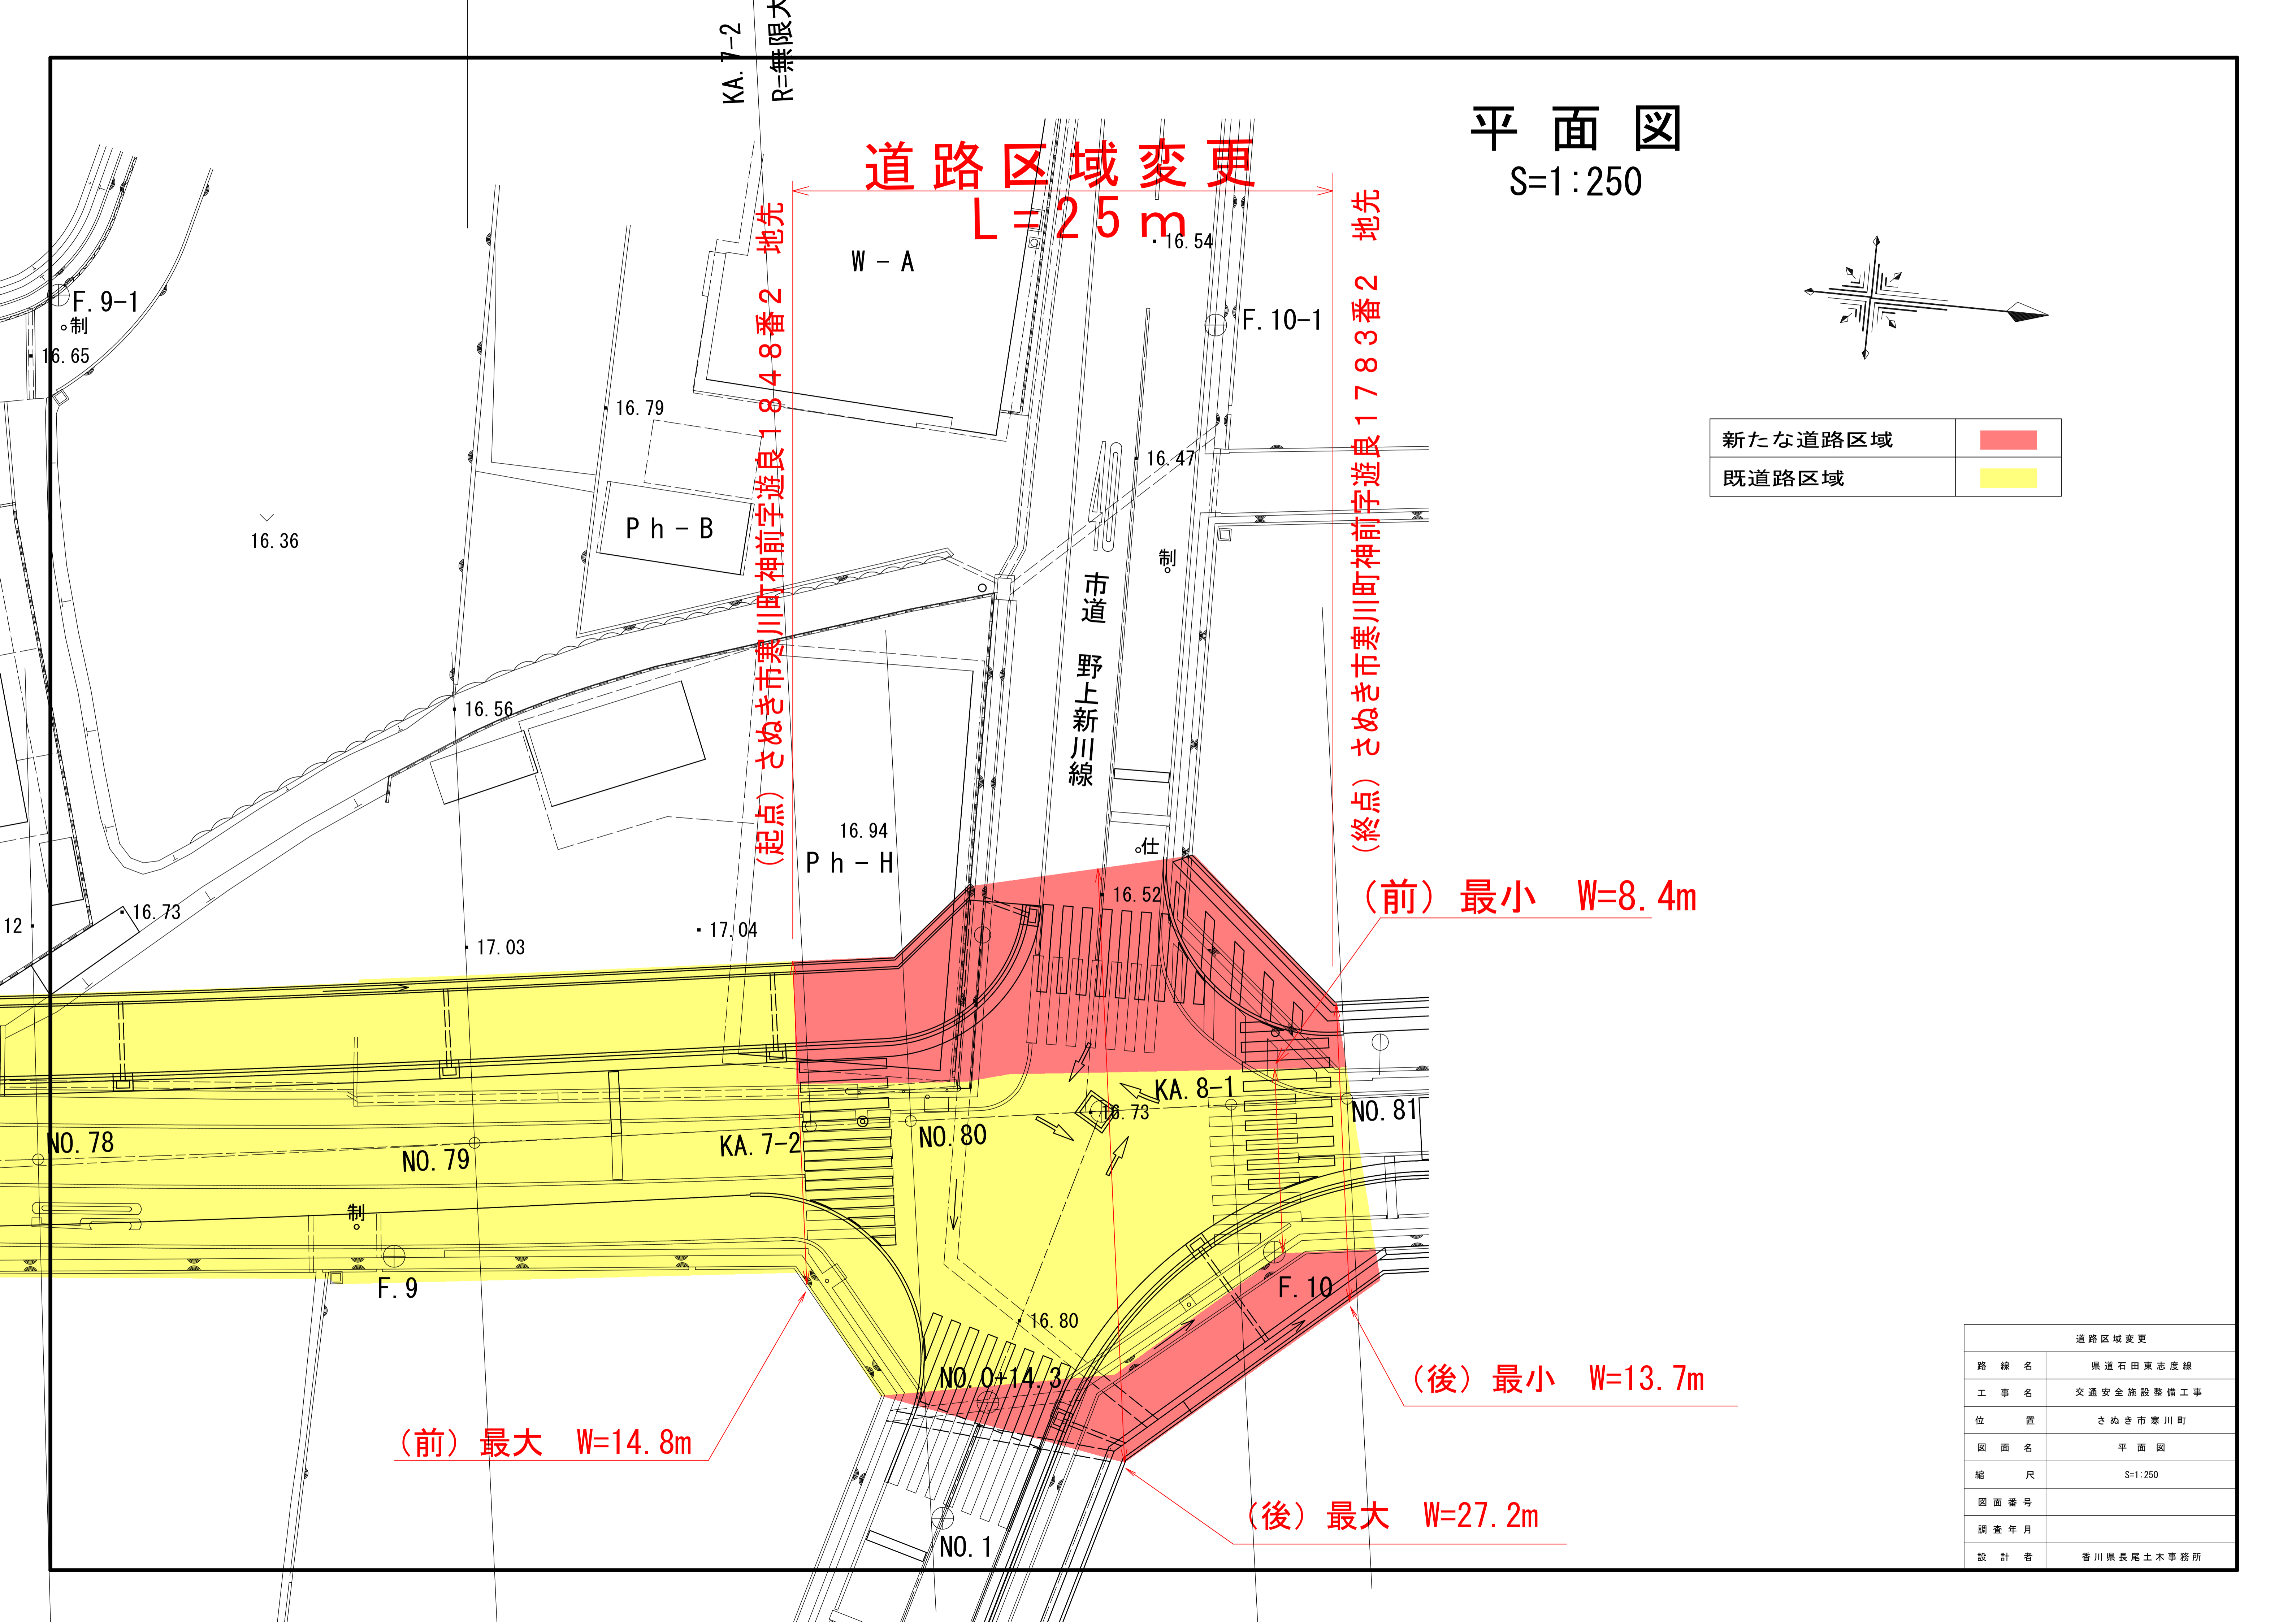 KA. 7-2
R=無限大
平 面 図
S=1:250
道路区域変更
L=25m
(起点) さぬき市寒川町神前字遊良1848番2 地先
(終点) さぬき市寒川町神前字遊良1783番2 地先
W-A
16.54
F. 9-1
制
16.65
F. 10-1
16.79
16.47
新たな道路区域
既道路区域
Ph-B
16.36
制
市道 野上新川線
16.56
16.94
Ph-H
仕
16.52
(前) 最小 W=8.4m
12
16.73
17.03
17.04
NO. 78
NO. 79
KA. 7-2
NO. 80
16.73
KA. 8-1
NO. 81
制
F. 9
F. 10
16.80
NO. 0+14.3
(後) 最小 W=13.7m
(前) 最大 W=14.8m
(後) 最大 W=27.2m
NO. 1
道路区域変更
路線名 県道石田東志度線
工事名 交通安全施設整備工事
位置 さぬき市寒川町
図面名 平面図
縮尺 S=1:250
図面番号
調査年月
設計者 香川県長尾土木事務所